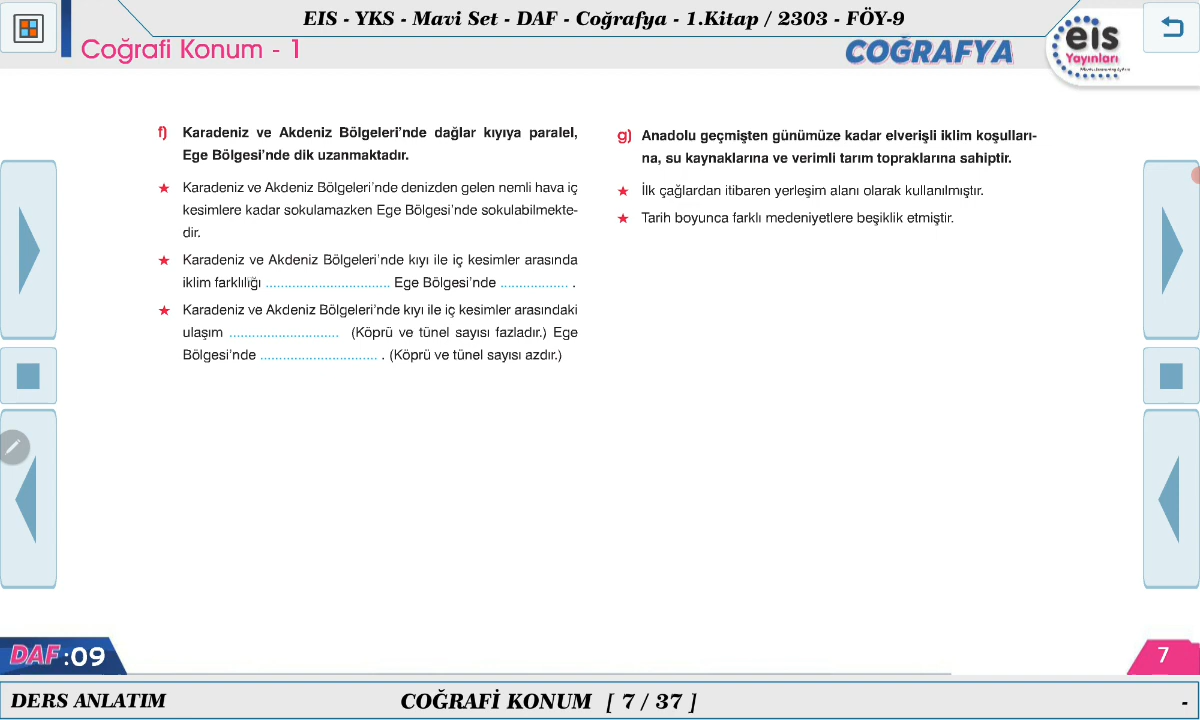 EIS - YKS - Mavi Set - DAF - Coğrafya - 1.Kitap / 2303 - FÖY-9
Coğrafi Konum - 1
COĞRAFYA
eis
Yayınları
f) Karadeniz ve Akdeniz Bölgeleri’nde dağlar kıyıya paralel,
Ege Bölgesi’nde dik uzanmaktadır.
★ Karadeniz ve Akdeniz Bölgeleri’nde denizden gelen nemli hava iç
kesimlere kadar sokulamazken Ege Bölgesi’nde sokulabilmekte-
dir.
★ Karadeniz ve Akdeniz Bölgeleri’nde kıyı ile iç kesimler arasında
iklim farklılığı ................................ Ege Bölgesi’nde ................. .
★ Karadeniz ve Akdeniz Bölgeleri’nde kıyı ile iç kesimler arasındaki
ulaşım ............................ (Köprü ve tünel sayısı fazladır.) Ege
Bölgesi’nde .............................. . (Köprü ve tünel sayısı azdır.)
g) Anadolu geçmişten günümüze kadar elverişli iklim koşulları-
na, su kaynaklarına ve verimli tarım topraklarına sahiptir.
★ İlk çağlardan itibaren yerleşim alanı olarak kullanılmıştır.
★ Tarih boyunca farklı medeniyetlere beşiklik etmiştir.
DAF :09
7
DERS ANLATIM
COĞRAFİ KONUM [ 7 / 37 ]
-